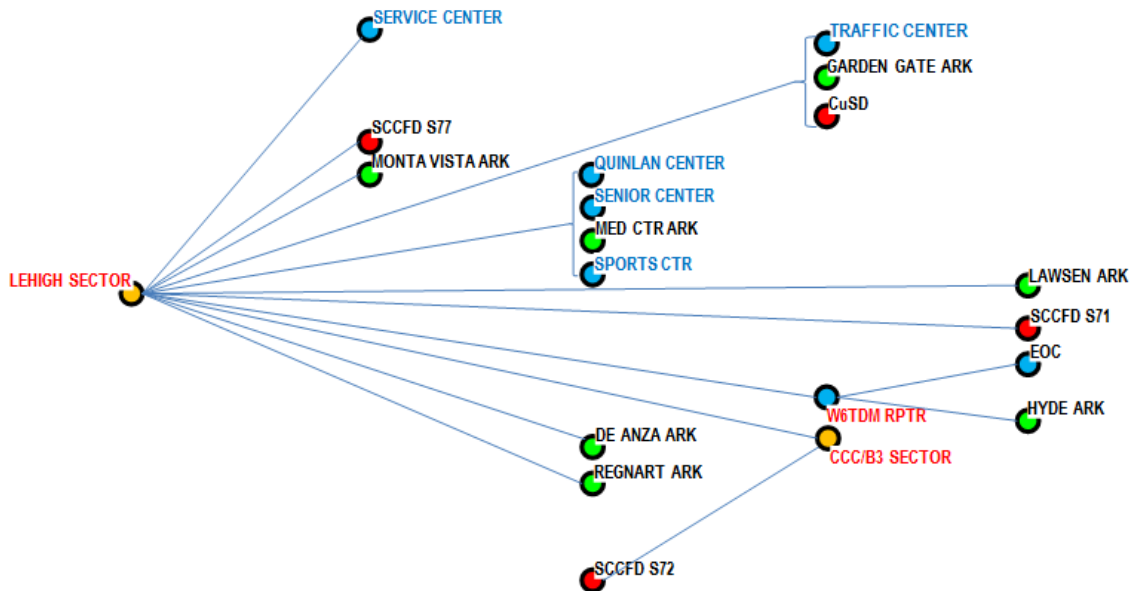 SERVICE CENTER
TRAFFIC CENTER
GARDEN GATE ARK
CuSD
SCCFD S77
MONTA VISTA ARK
QUINLAN CENTER
SENIOR CENTER
MED CTR ARK
SPORTS CTR
LEHIGH SECTOR
LAWSEN ARK
SCCFD S71
EOC
W6TDM RPTR
HYDE ARK
DE ANZA ARK
CCC/B3 SECTOR
REGNART ARK
SCCFD S72